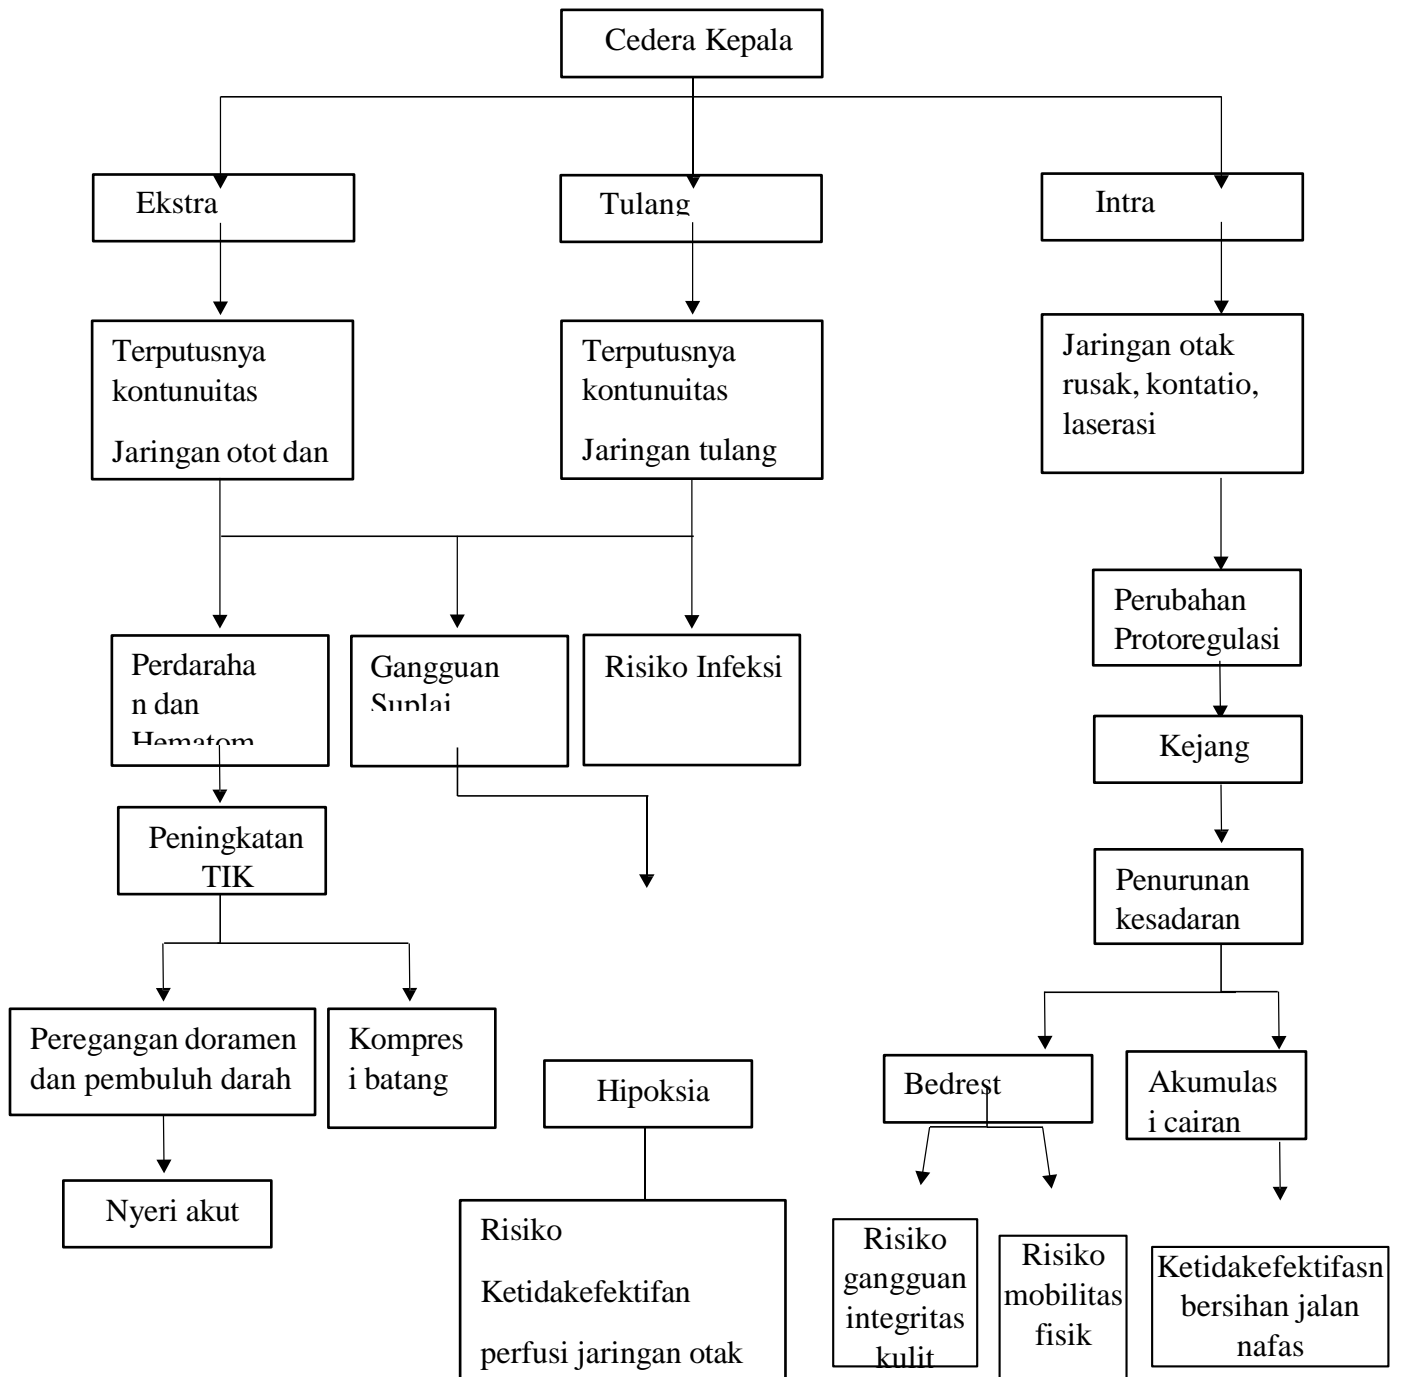 Cedera Kepala
Ekstra
Tulang
Intra
Terputusnya
kontunuitas
Jaringan otot dan
Terputusnya
kontunuitas
Jaringan tulang
Jaringan otak
rusak, kontatio,
laserasi
Perubahan
Protoregulasi
Perdaraha
n dan
Hematom
Gangguan
Suplai
Risiko Infeksi
Kejang
Peningkatan
TIK
Penurunan
kesadaran
Peregangan doramen
dan pembuluh darah
Kompres
i batang
Hipoksia
Bedrest
Akumulas
i cairan
Nyeri akut
Risiko
Ketidakefektifan
perfusi jaringan otak
Risiko
gangguan
integritas
kulit
Risiko
mobilitas
fisik
Ketidakefektifasn
bersihan jalan
nafas